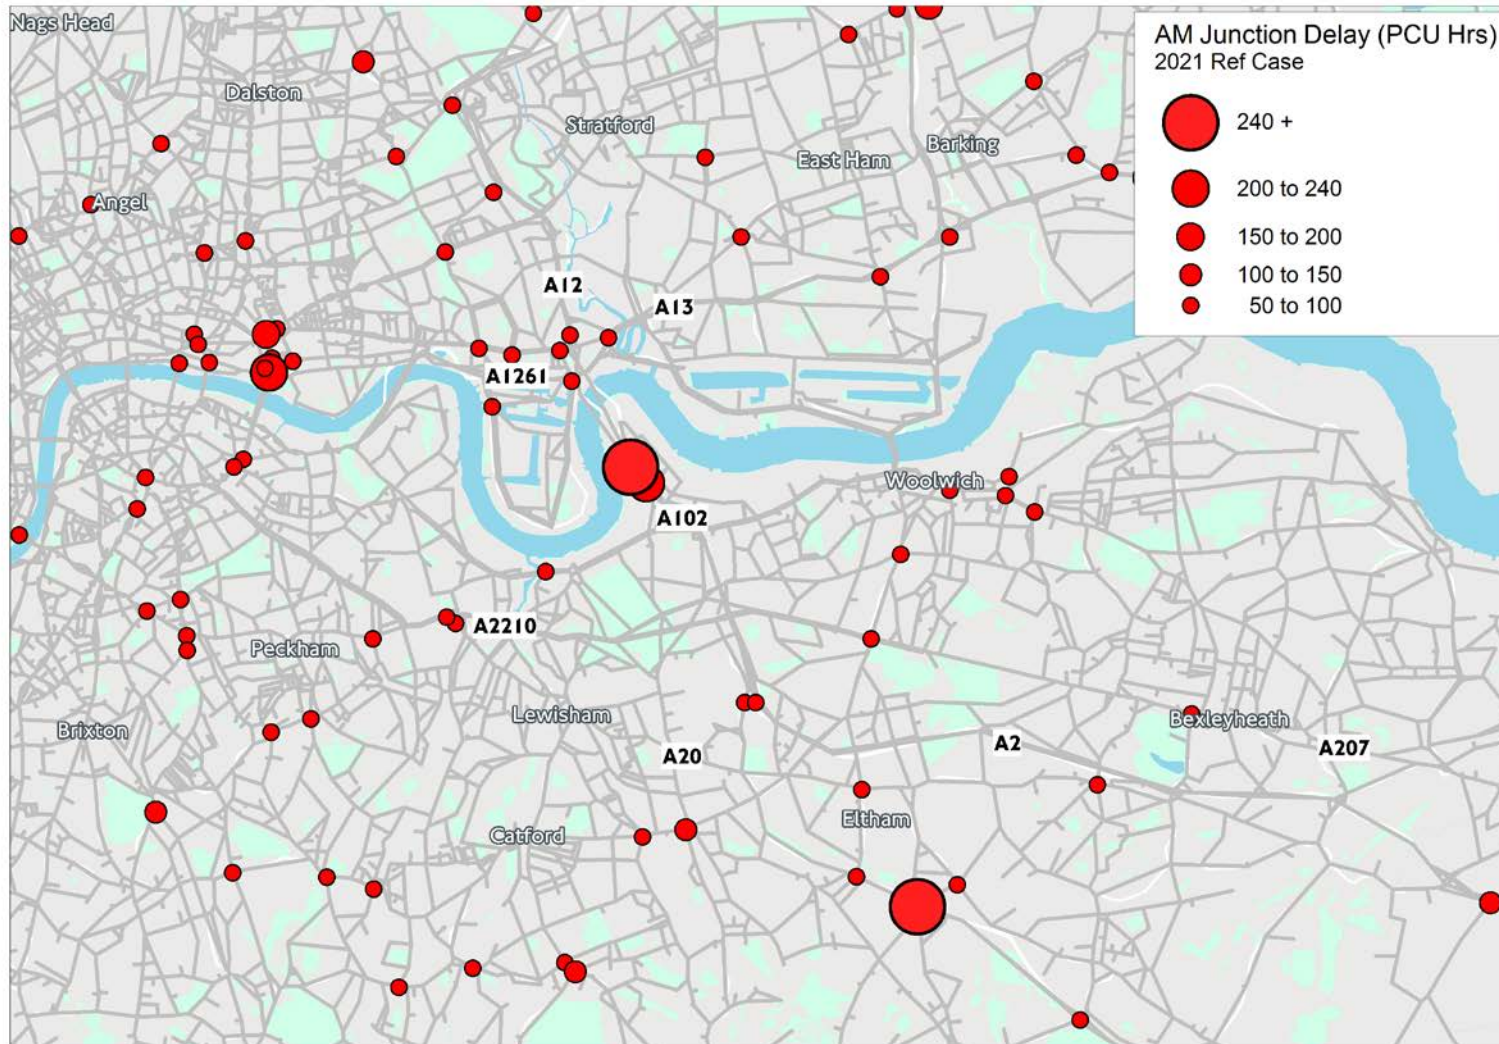 Nags Head
AM Junction Delay (PCU Hrs)
2021 Ref Case
Dalston
240 +
Stratford
East Ham
Barking
200 to 240
Angel
150 to 200
100 to 150
A12
A13
50 to 100
A1261
Woolwich
A102
A2210
Peckham
Lewisham
Bexleyheath
Brixton
A20
A2
A207
Eltham
Catford